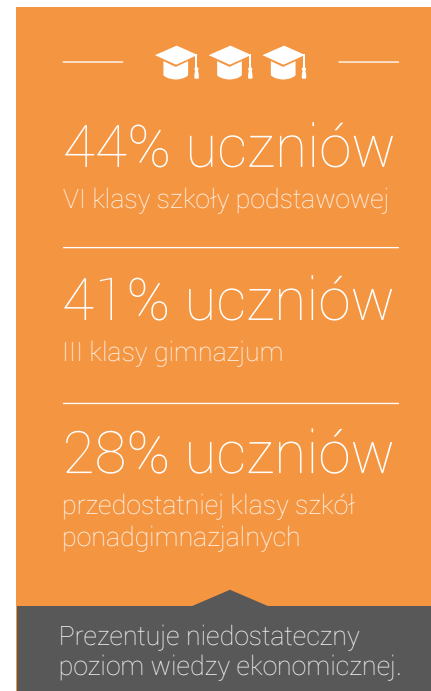 44% uczniów
VI klasy szkoły podstawowej
41% uczniów
III klasy gimnazjum
28% uczniów
przedostatniej klasy szkół
ponadgimnazjalnych
Prezentuje niedostateczny
poziom wiedzy ekonomicznej.